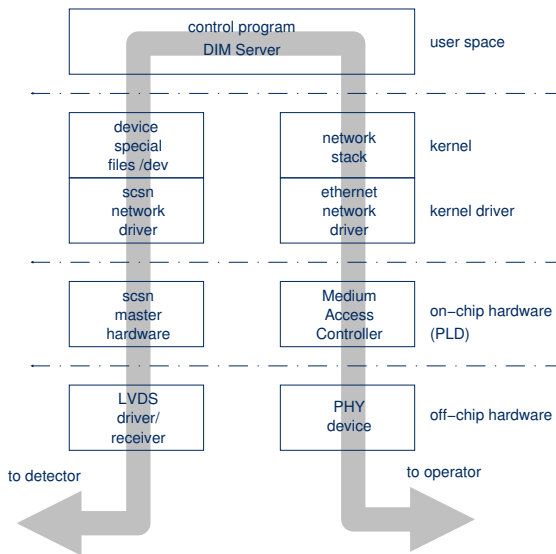 control program
DIM Server
user space
device
special
files /dev
network
stack
kernel
scsn
network
driver
ethernet
network
driver
kernel driver
scsn
master
hardware
Medium
Access
Controller
on−chip hardware
(PLD)
LVDS
driver/
receiver
PHY
device
off−chip hardware
to detector
to operator